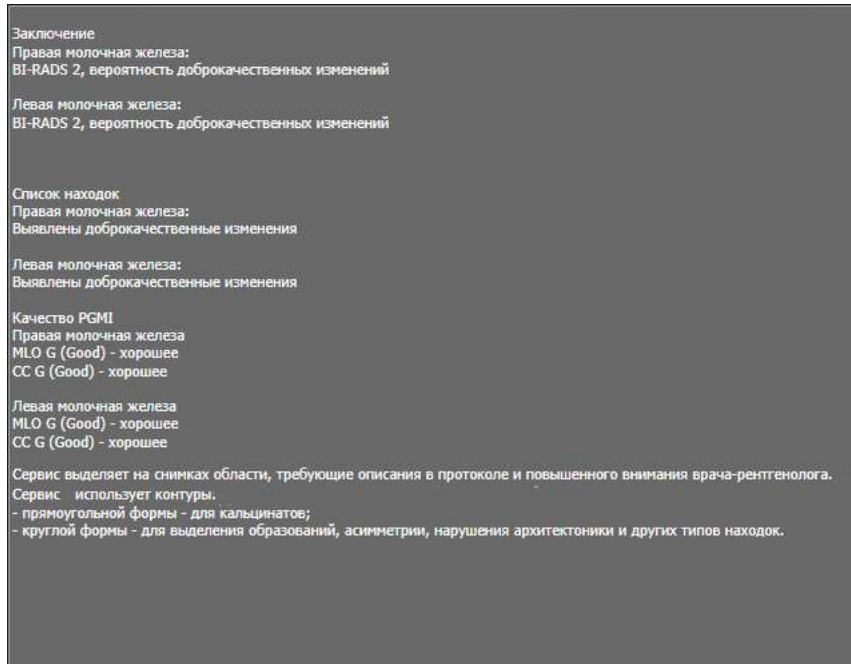 Заключение
Правая молочная железа:
BI-RADS 2, вероятность доброкачественных изменений
Левая молочная железа:
BI-RADS 2, вероятность доброкачественных изменений
Список находок
Правая молочная железа:
Выявлены доброкачественные изменения
Левая молочная железа:
Выявлены доброкачественные изменения
Качество PGMI
Правая молочная железа
MLO G (Good) - хорошее
CC G (Good) - хорошее
Левая молочная железа
MLO G (Good) - хорошее
CC G (Good) - хорошее
Сервис выделяет на снимках области, требующие описания в протоколе и повышенного внимания врача-рентгенолога.
Сервис использует контуры.
- прямоугольной формы - для кальцинатов;
- круглой формы - для выделения образований, асимметрии, нарушения архитектоники и других типов находок.